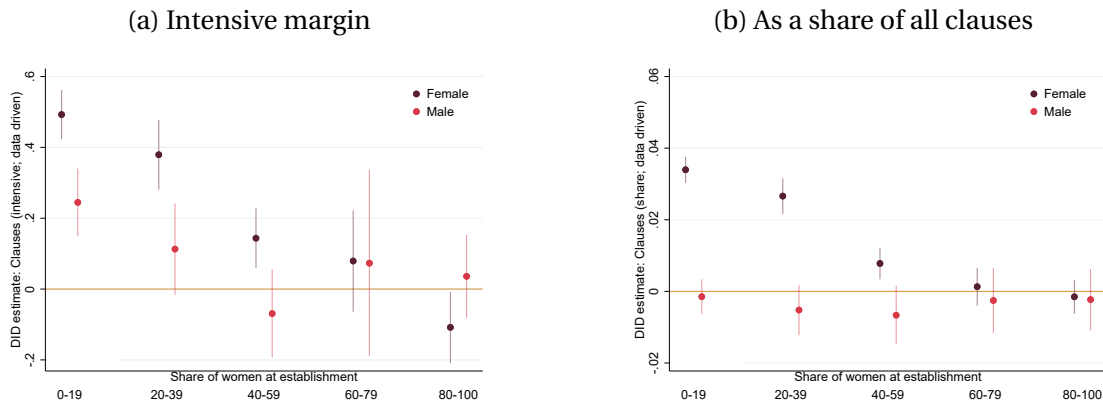 (a) Intensive margin
DID estimate: Clauses (intensive; data driven)
.6
.4
.2
0
-.2
Female
Male
Share of women at establishment
0-19 20-39 40-59 60-79 80-100
(b) As a share of all clauses
DID estimate: Clauses (share; data driven)
.06
.04
.02
0
-.02
Female
Male
Share of women at establishment
0-19 20-39 40-59 60-79 80-100